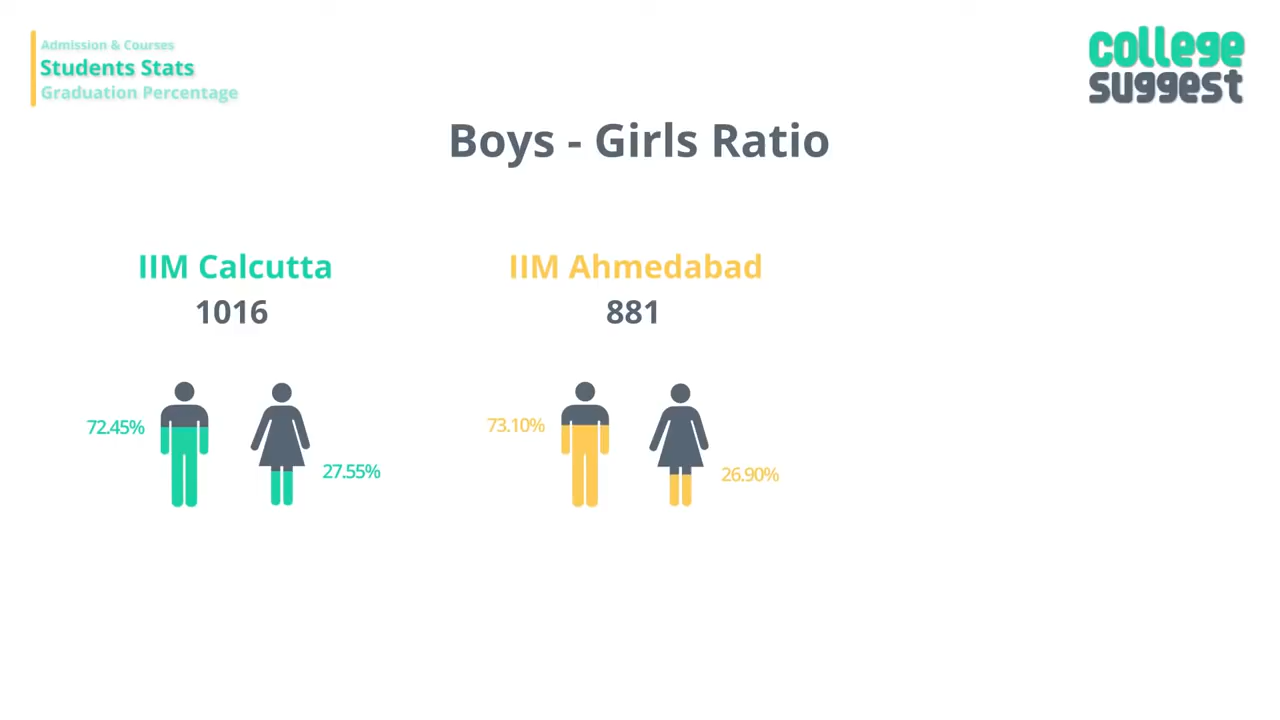 Admission & Courses
Students Stats
Graduation Percentage
college
suggest
Boys - Girls Ratio
IIM Calcutta
1016
72.45%
27.55%
IIM Ahmedabad
881
73.10%
26.90%